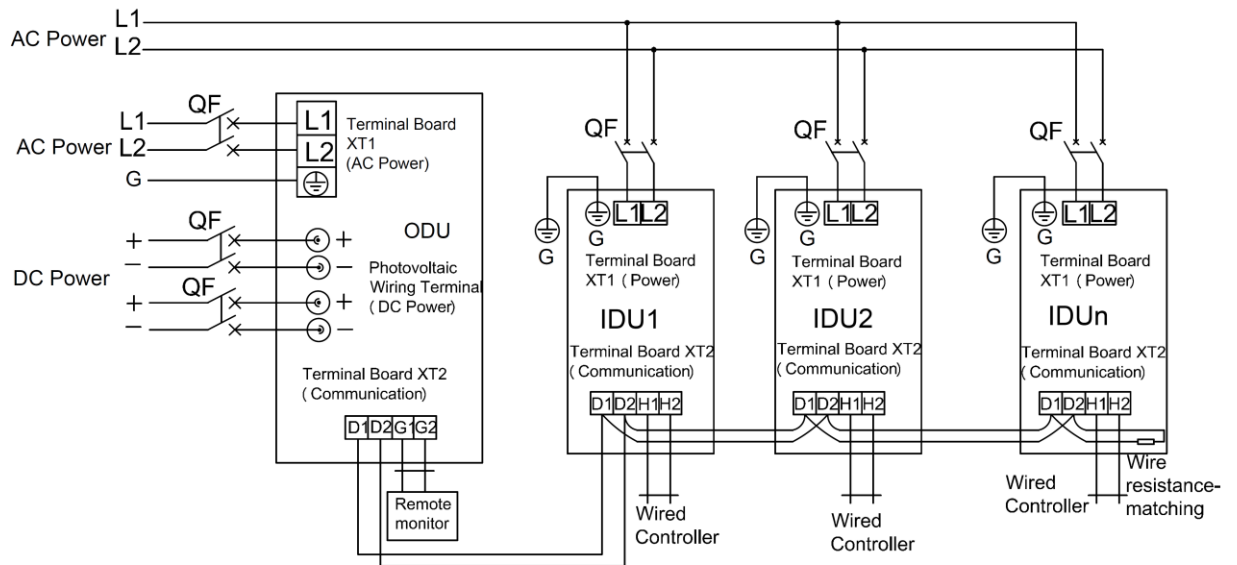 AC Power
L1
L2
AC Power
L1
L2
G
QF
L1
L2
Terminal Board
XT1
(AC Power)
DC Power
QF
+
−
QF
+
−
+
−
+
−
ODU
Photovoltaic
Wiring Terminal
( DC Power)
Terminal Board XT2
( Communication)
D1 D2 G1 G2
Remote
monitor
QF
G
G
L1 L2
Terminal Board
XT1 ( Power)
IDU1
Terminal Board XT2
( Communication)
D1 D2 H1 H2
Wired
Controller
QF
G
G
L1 L2
Terminal Board
XT1 ( Power)
IDU2
Terminal Board XT2
( Communication)
D1 D2 H1 H2
Wired
Controller
QF
G
G
L1 L2
Terminal Board
XT1 ( Power)
IDUn
Terminal Board XT2
( Communication)
D1 D2 H1 H2
Wired
Controller
Wire
resistance-
matching